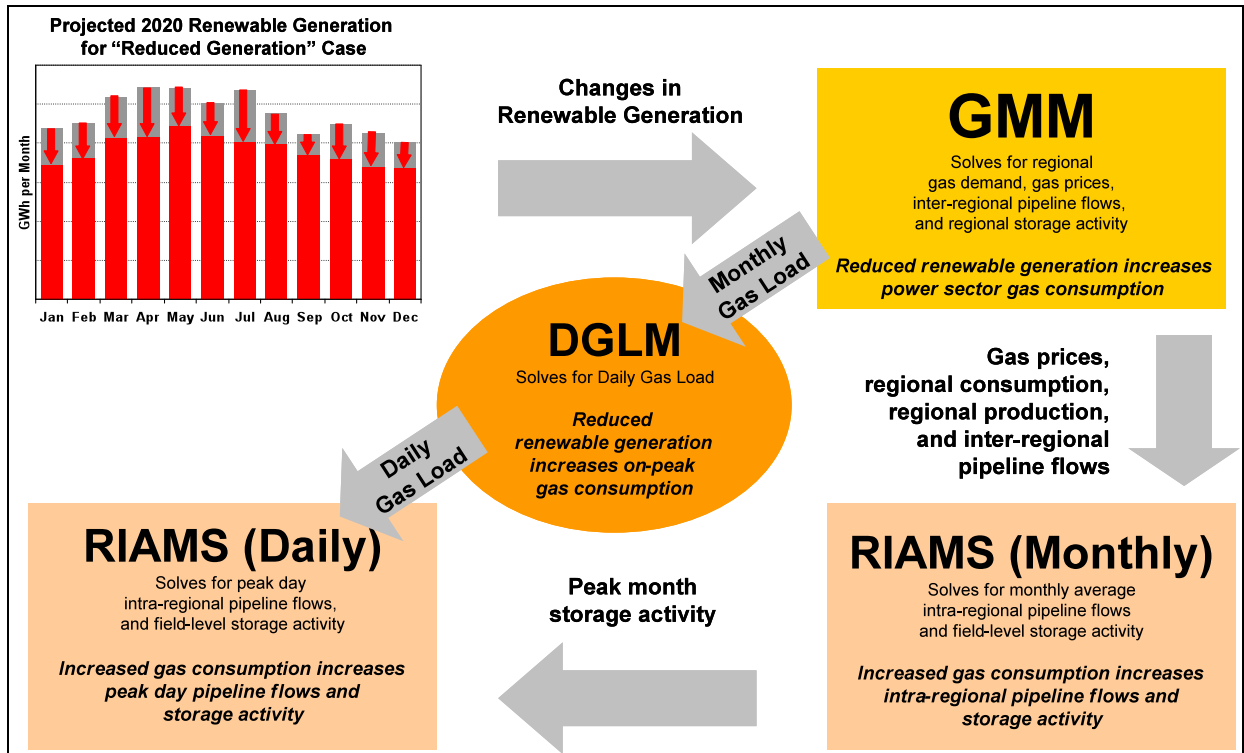 Projected 2020 Renewable Generation
for “Reduced Generation” Case
GWh per Month
Jan Feb Mar Apr May Jun Jul Aug Sep Oct Nov Dec
Changes in
Renewable Generation
GMM
Solves for regional
gas demand, gas prices,
inter-regional pipeline flows,
and regional storage activity
Reduced renewable generation increases
power sector gas consumption
Monthly
Gas Load
DGLM
Solves for Daily Gas Load
Reduced
renewable generation
increases on-peak
gas consumption
Gas prices,
regional consumption,
regional production,
and inter-regional
pipeline flows
Daily
Gas Load
RIAMS (Daily)
Solves for peak day
intra-regional pipeline flows,
and field-level storage activity
Increased gas consumption increases
peak day pipeline flows and
storage activity
Peak month
storage activity
RIAMS (Monthly)
Solves for monthly average
intra-regional pipeline flows
and field-level storage activity
Increased gas consumption increases
intra-regional pipeline flows and
storage activity